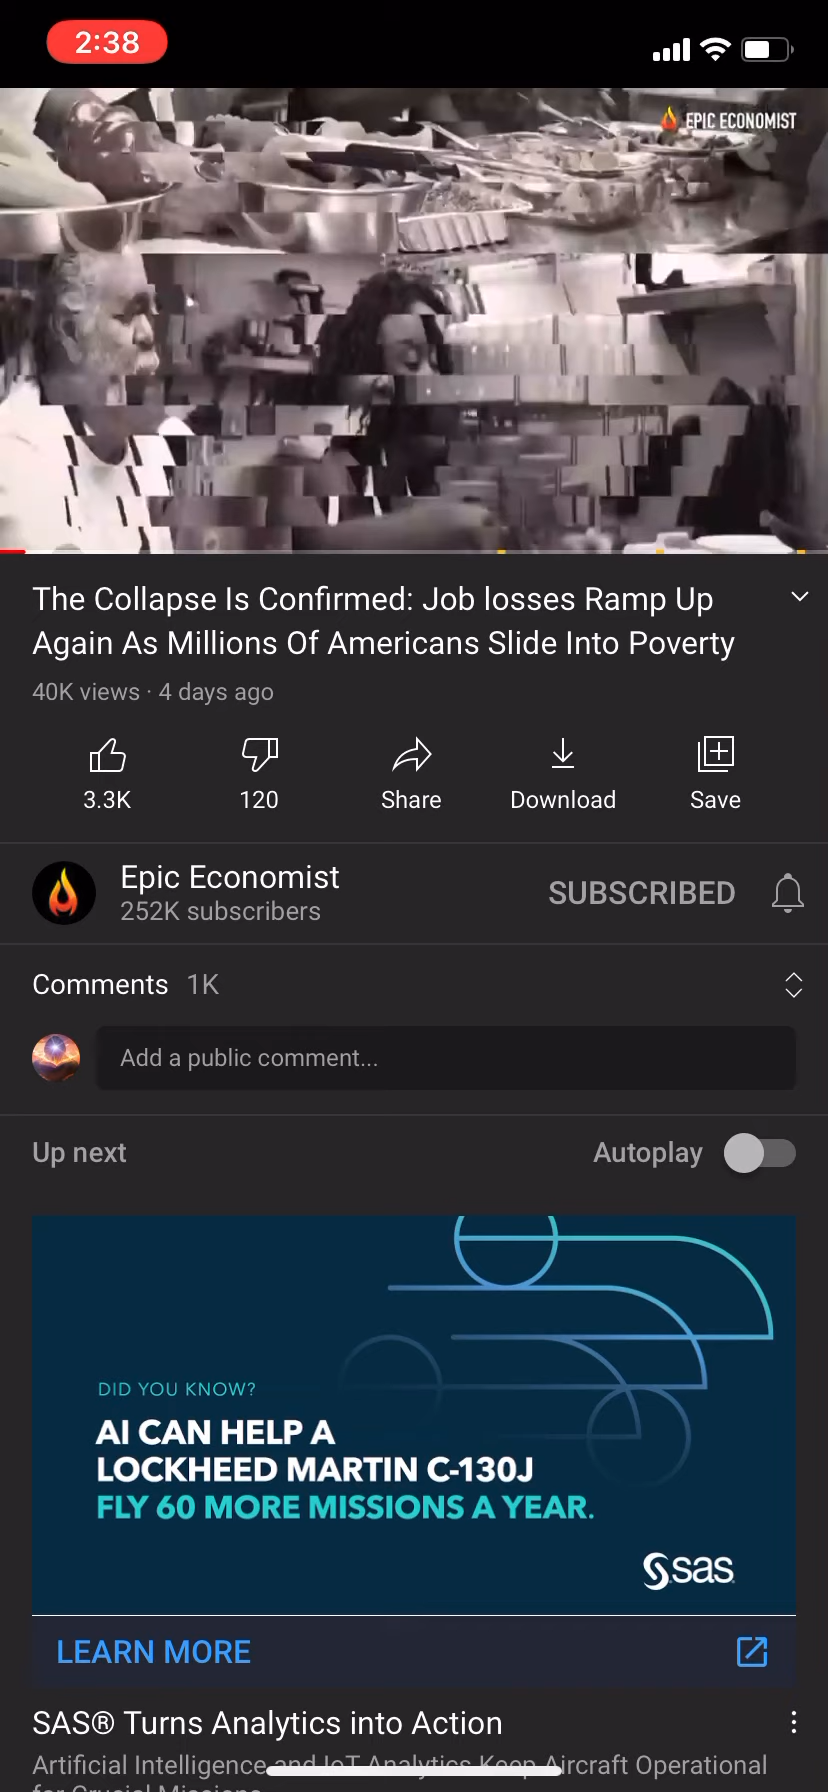 2:38
EPIC ECONOMIST
The Collapse Is Confirmed: Job losses Ramp Up
Again As Millions Of Americans Slide Into Poverty
40K views · 4 days ago
3.3K
120
Share
Download
Save
Epic Economist
252K subscribers
SUBSCRIBED
Comments 1K
Add a public comment...
Up next
Autoplay
DID YOU KNOW?
AI CAN HELP A
LOCKHEED MARTIN C-130J
FLY 60 MORE MISSIONS A YEAR.
sas
LEARN MORE
SAS® Turns Analytics into Action
Artificial Intelligence and IoT Analytics Keep Aircraft Operational
for Crucial Missions